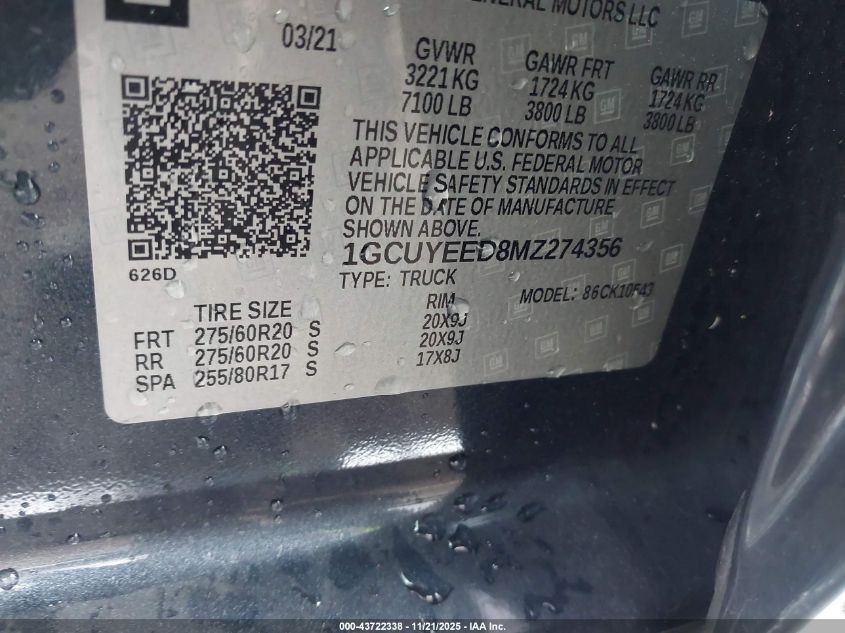 GENERAL MOTORS LLC
03/21
GVWR
3221 KG
7100 LB
GAWR FRT
1724 KG
3800 LB
GAWR RR
1724 KG
3800 LB
THIS VEHICLE CONFORMS TO ALL
APPLICABLE U.S. FEDERAL MOTOR
VEHICLE SAFETY STANDARDS IN EFFECT
ON THE DATE OF MANUFACTURE
SHOWN ABOVE.
1GCUYEED8MZ274356
626D
TYPE: TRUCK
MODEL: 86CK10543
TIRE SIZE RIM
FRT 275/60R20 S 20X9J
RR 275/60R20 S 20X9J
SPA 255/80R17 S 17X8J
000-43722338 - 11/21/2025 - IAA Inc.